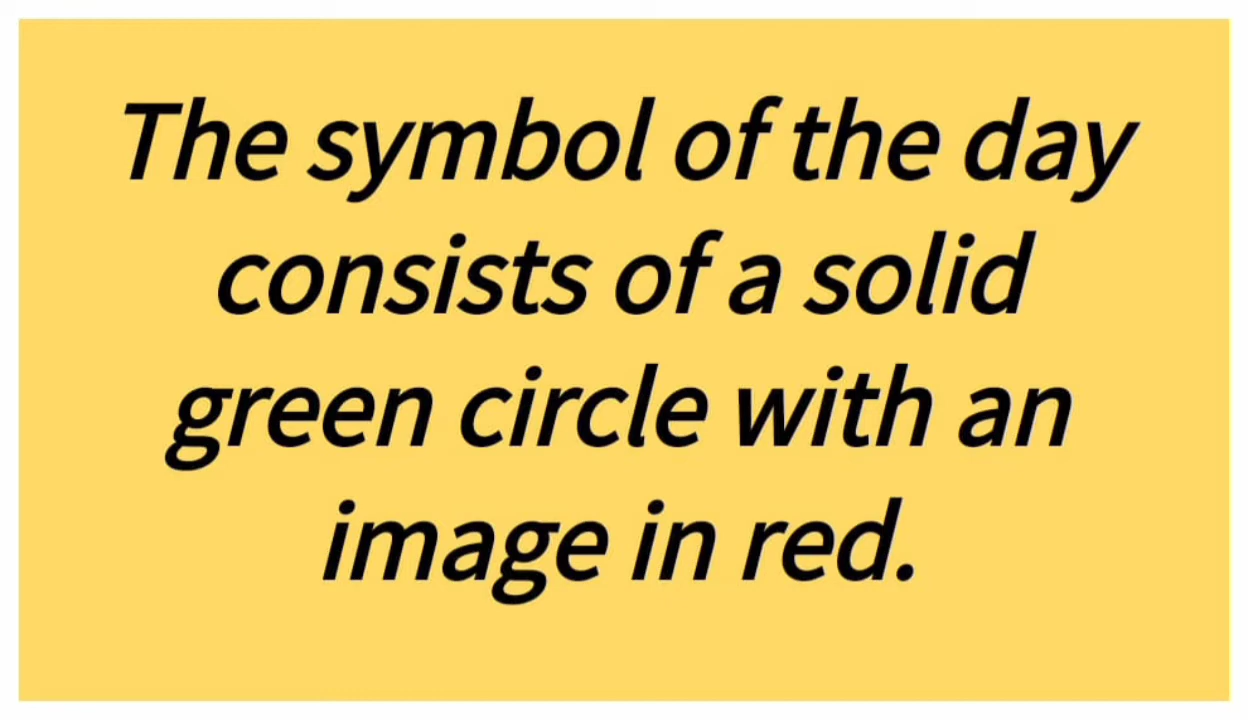 The symbol of the day
consists of a solid
green circle with an
image in red.